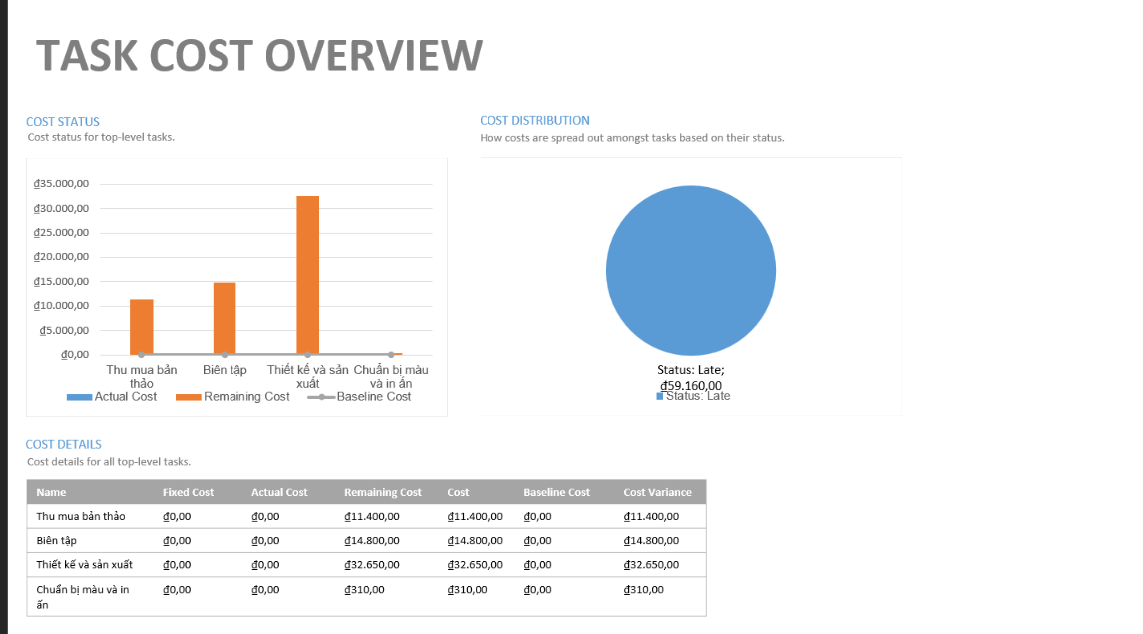 TASK COST OVERVIEW
COST STATUS
Cost status for top-level tasks.
₫35.000,00
₫30.000,00
₫25.000,00
₫20.000,00
₫15.000,00
₫10.000,00
₫5.000,00
₫0,00
Thu mua bản
thảo
Biên tập
Thiết kế và sản
xuất
Chuẩn bị màu
và in ấn
Actual Cost
Remaining Cost
Baseline Cost
COST DISTRIBUTION
How costs are spread out amongst tasks based on their status.
Status: Late;
₫59.160,00
Status: Late
COST DETAILS
Cost details for all top-level tasks.
Name Fixed Cost Actual Cost Remaining Cost Cost Baseline Cost Cost Variance
Thu mua bản thảo ₫0,00 ₫0,00 ₫11.400,00 ₫11.400,00 ₫0,00 ₫11.400,00
Biên tập ₫0,00 ₫0,00 ₫14.800,00 ₫14.800,00 ₫0,00 ₫14.800,00
Thiết kế và sản xuất ₫0,00 ₫0,00 ₫32.650,00 ₫32.650,00 ₫0,00 ₫32.650,00
Chuẩn bị màu và in ₫0,00 ₫0,00 ₫310,00 ₫310,00 ₫0,00 ₫310,00
ấn